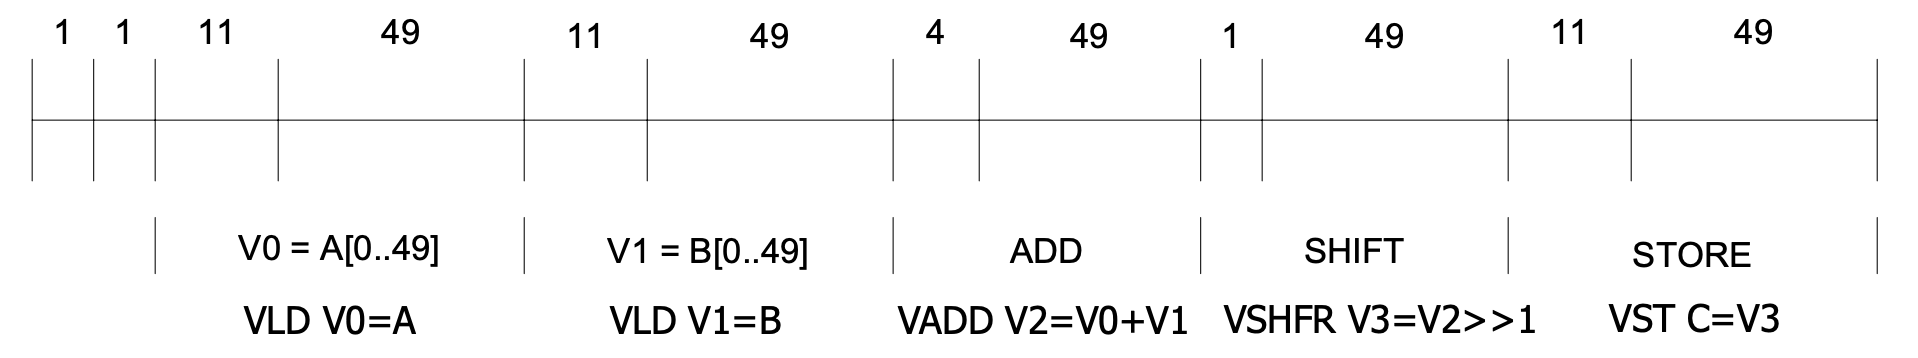 1 1 11 49 11 49 4 49 1 49 11 49
V0 = A[0..49] V1 = B[0..49] ADD SHIFT STORE
VLD V0=A VLD V1=B VADD V2=V0+V1 VSHFR V3=V2>>1 VST C=V3